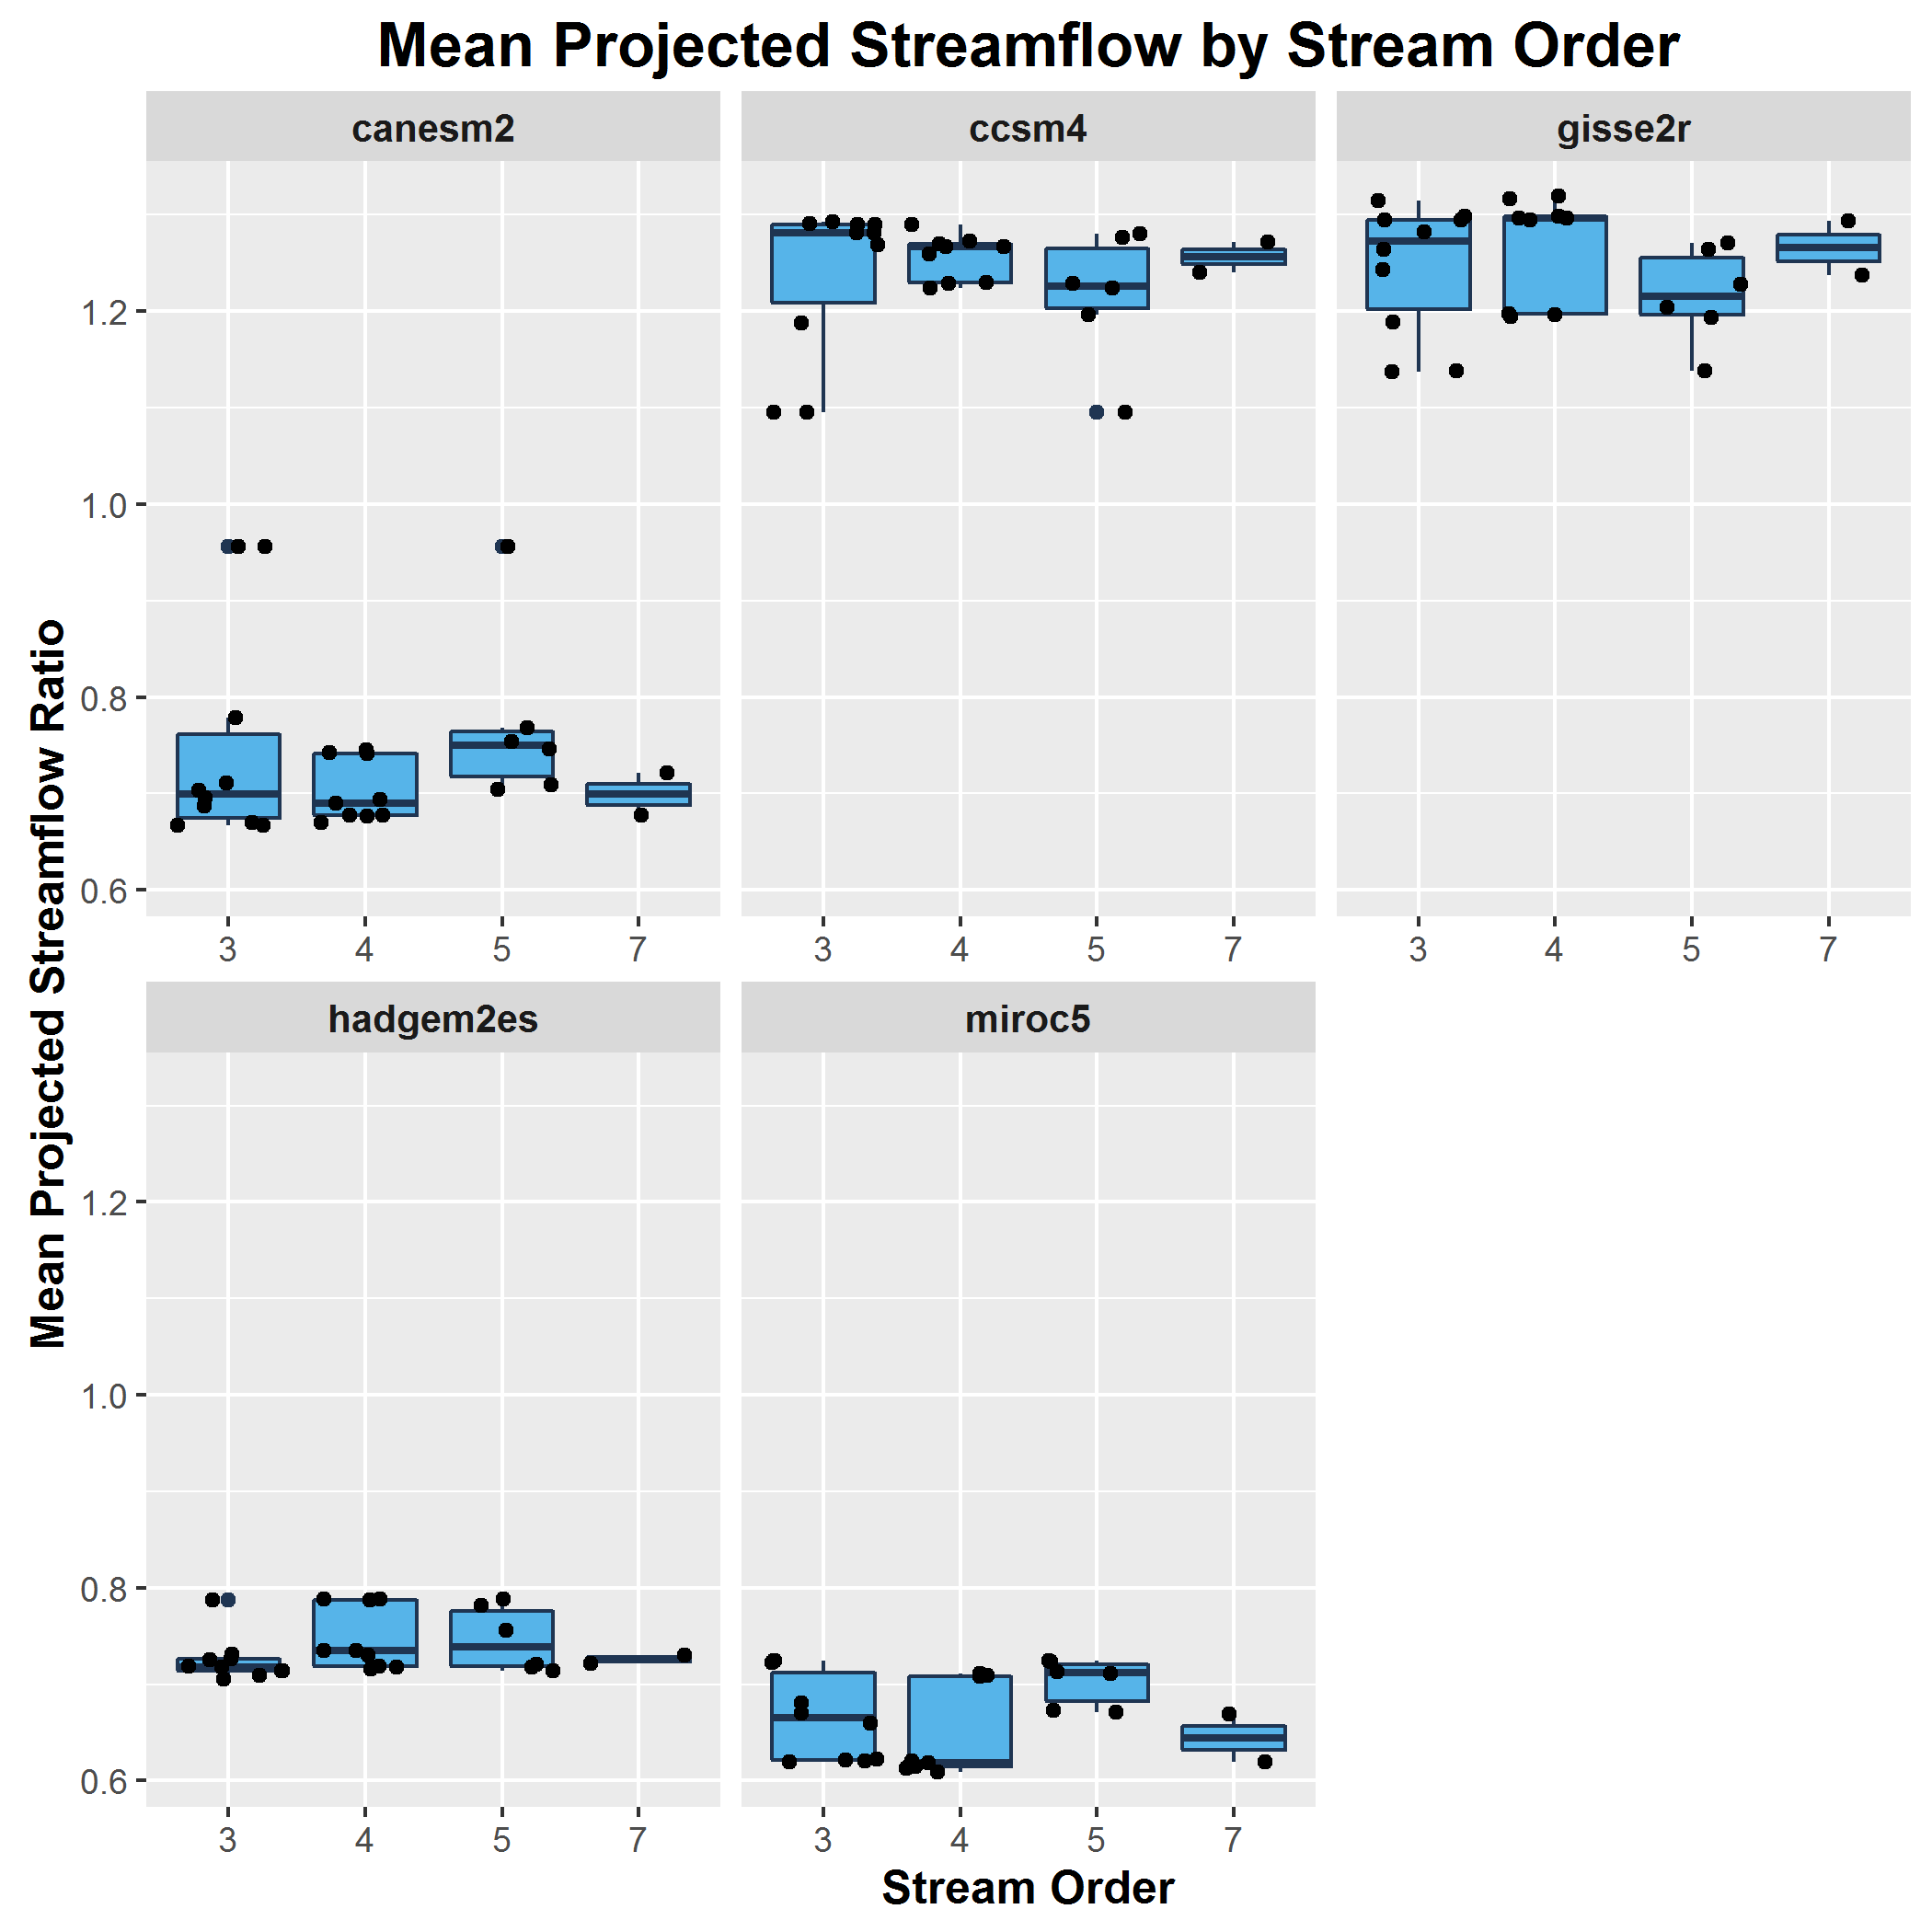 Mean Projected Streamflow by Stream Order
canesm2 ccsm4 gisse2r
Mean Projected Streamflow Ratio
1.2
1.0
0.8
0.6
3 4 5 7 3 4 5 7 3 4 5 7
hadgem2es miroc5
1.2
1.0
0.8
0.6
3 4 5 7 3 4 5 7
Stream Order